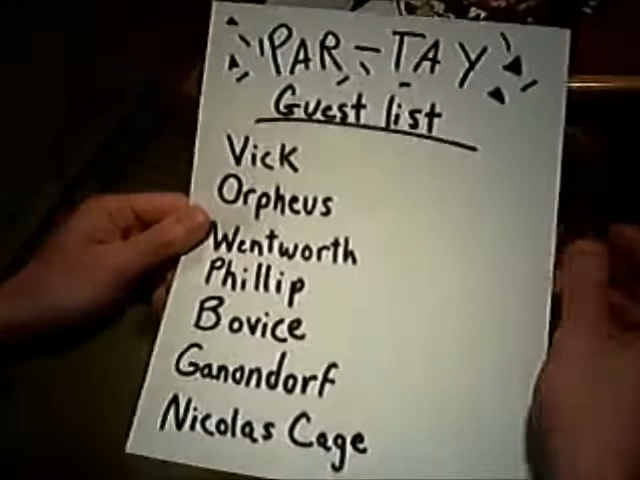 PAR-TAY
Guest list
Vick
Orpheus
Wentworth
Phillip
Bovice
Ganondorf
Nicolas Cage